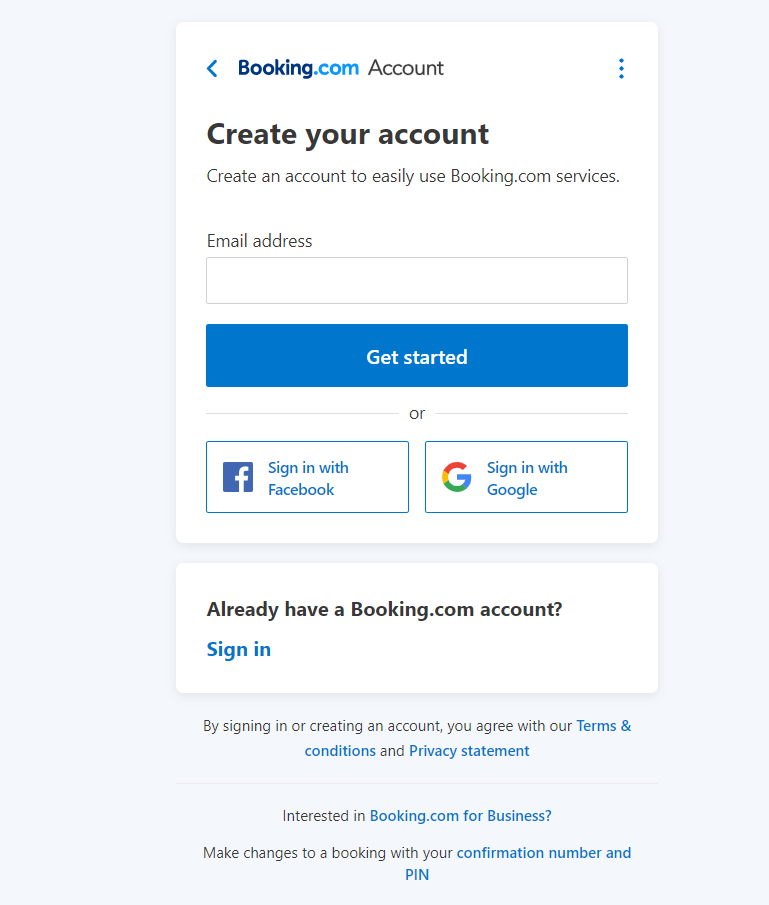 Booking.com Account
Create your account
Create an account to easily use Booking.com services.
Email address
Get started
or
Sign in with
Facebook
Sign in with
Google
Already have a Booking.com account?
Sign in
By signing in or creating an account, you agree with our Terms &
conditions and Privacy statement
Interested in Booking.com for Business?
Make changes to a booking with your confirmation number and
PIN